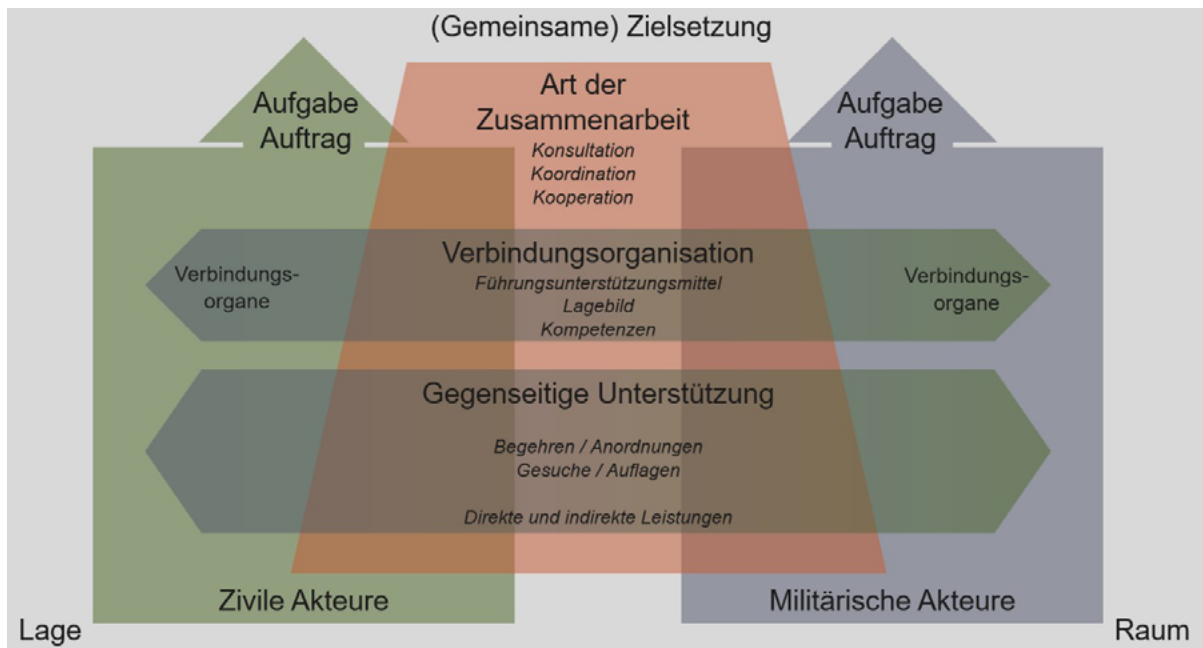 (Gemeinsame) Zielsetzung
Aufgabe
Auftrag
Art der
Zusammenarbeit
Konsultation
Koordination
Kooperation
Aufgabe
Auftrag
Verbindungs-
organe
Verbindungsorganisation
Führungsunterstützungsmittel
Lagebild
Kompetenzen
Verbindungs-
organe
Gegenseitige Unterstützung
Begehren / Anordnungen
Gesuche / Auflagen
Direkte und indirekte Leistungen
Zivile Akteure
Militärische Akteure
Lage
Raum